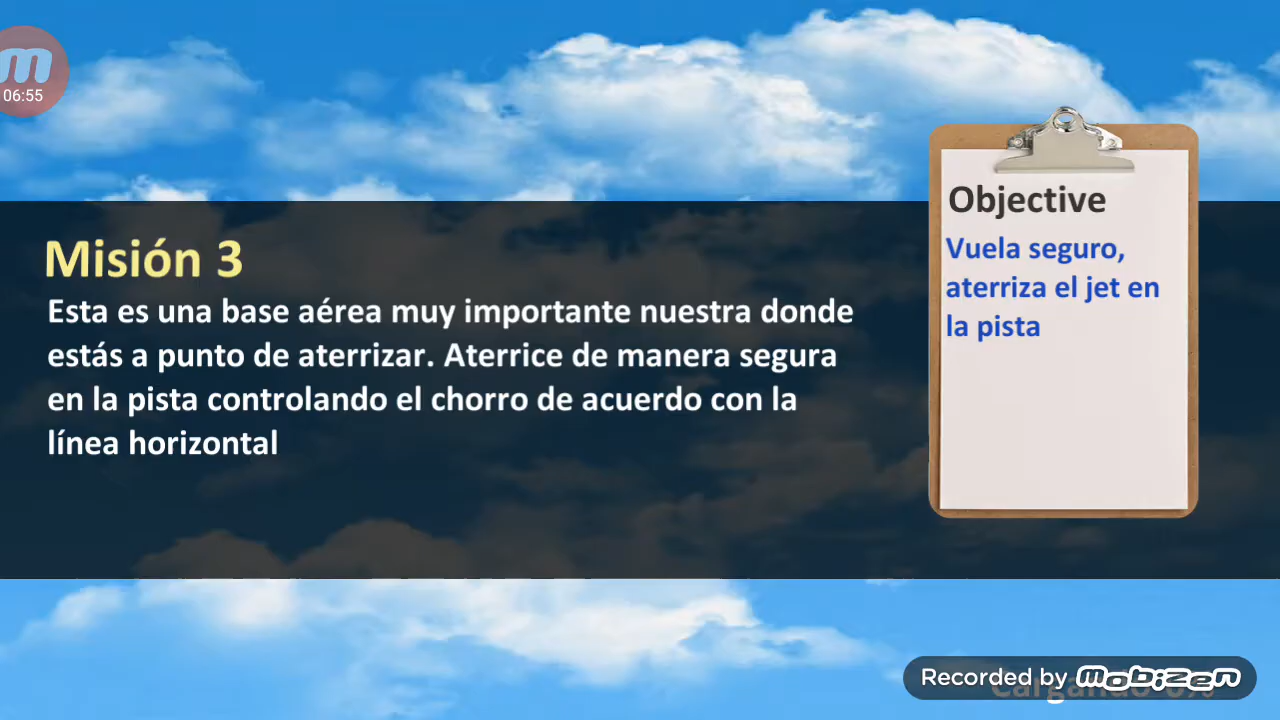 m
06:55
Objective
Vuela seguro,
aterriza el jet en
la pista
Misión 3
Esta es una base aérea muy importante nuestra donde
estás a punto de aterrizar. Aterrice de manera segura
en la pista controlando el chorro de acuerdo con la
línea horizontal
Recorded by mobizen